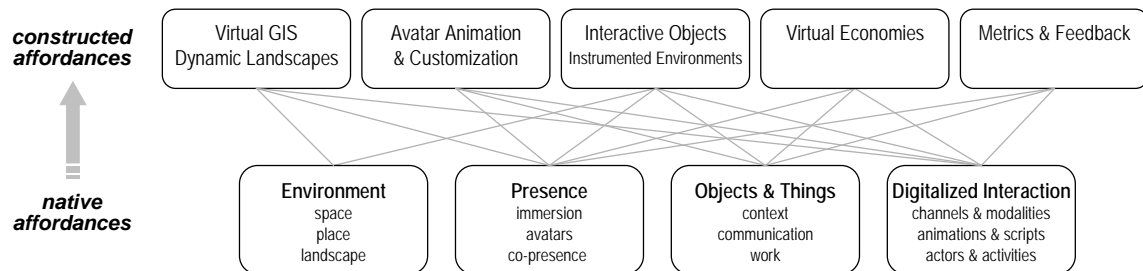 constructed
affordances
Virtual GIS
Dynamic Landscapes
Avatar Animation
& Customization
Interactive Objects
Instrumented Environments
Virtual Economies
Metrics & Feedback
native
affordances
Environment
space
place
landscape
Presence
immersion
avatars
co-presence
Objects & Things
context
communication
work
Digitalized Interaction
channels & modalities
animations & scripts
actors & activities